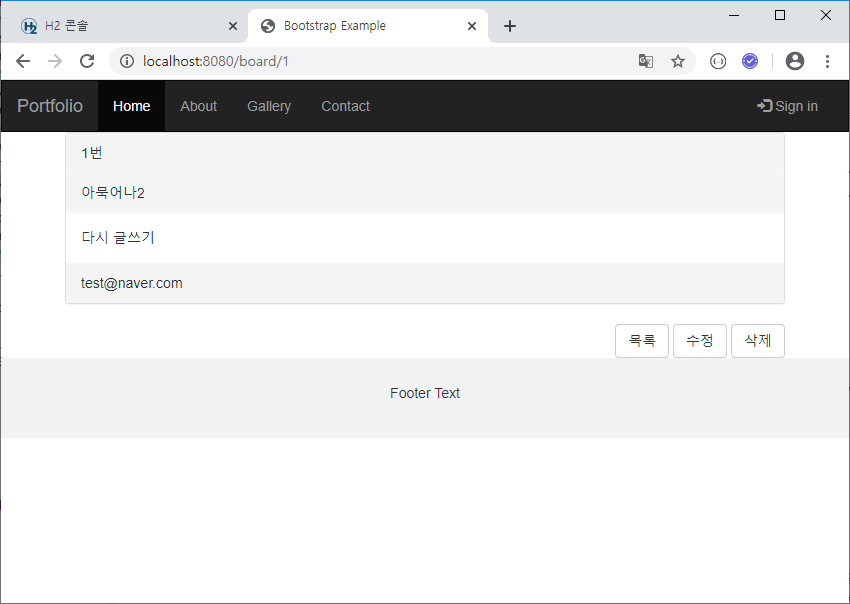 H2 콘솔
Bootstrap Example
localhost:8080/board/1
Portfolio Home About Gallery Contact Sign in
1번
아묵어나2
다시 글쓰기
test@naver.com
목록 수정 삭제
Footer Text